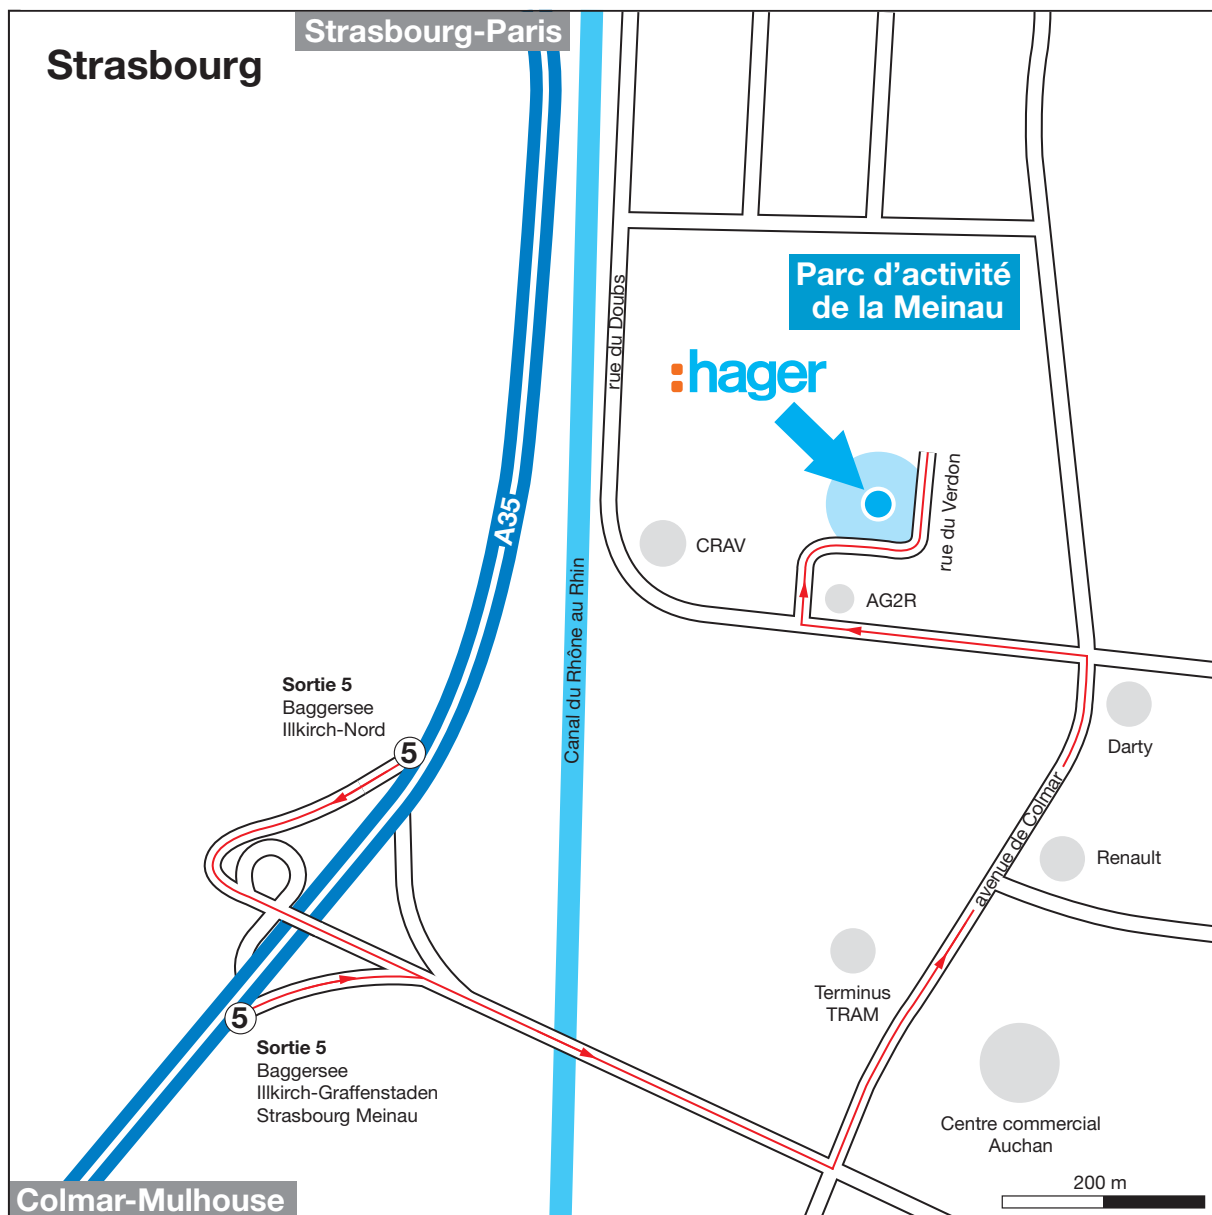 Strasbourg-Paris
Strasbourg
Parc d'activité
de la Meinau
rue du Doubs
:hager
A35
rue du Verdon
CRAV
AG2R
Canal du Rhône au Rhin
Sortie 5
Baggersee
Illkirch-Nord
5
Darty
avenue de Colmar
Renault
Terminus
TRAM
5
Sortie 5
Baggersee
Illkirch-Graffenstaden
Strasbourg Meinau
Centre commercial
Auchan
200 m
Colmar-Mulhouse